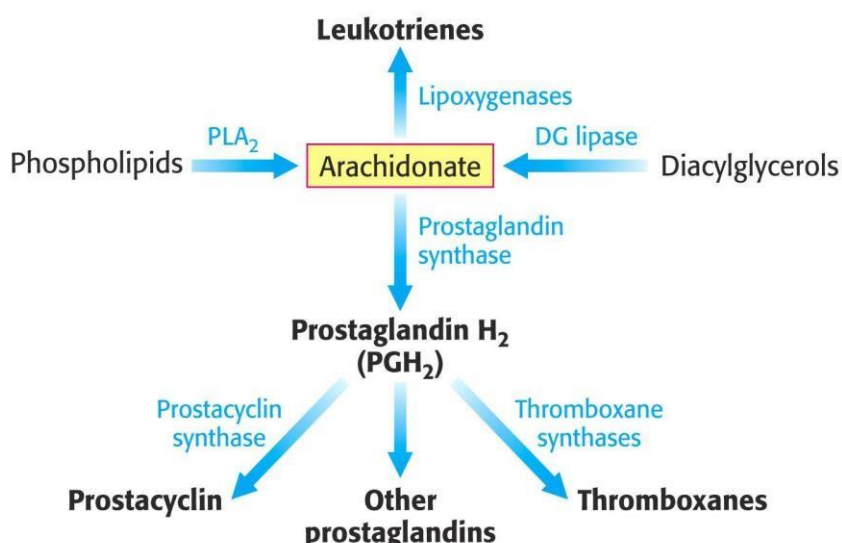 Leukotrienes
Lipoxygenases
PLA₂
DG lipase
Phospholipids
Arachidonate
Diacylglycerols
Prostaglandin
synthase
Prostaglandin H₂
(PGH₂)
Prostacyclin
synthase
Thromboxane
synthases
Prostacyclin
Other
prostaglandins
Thromboxanes